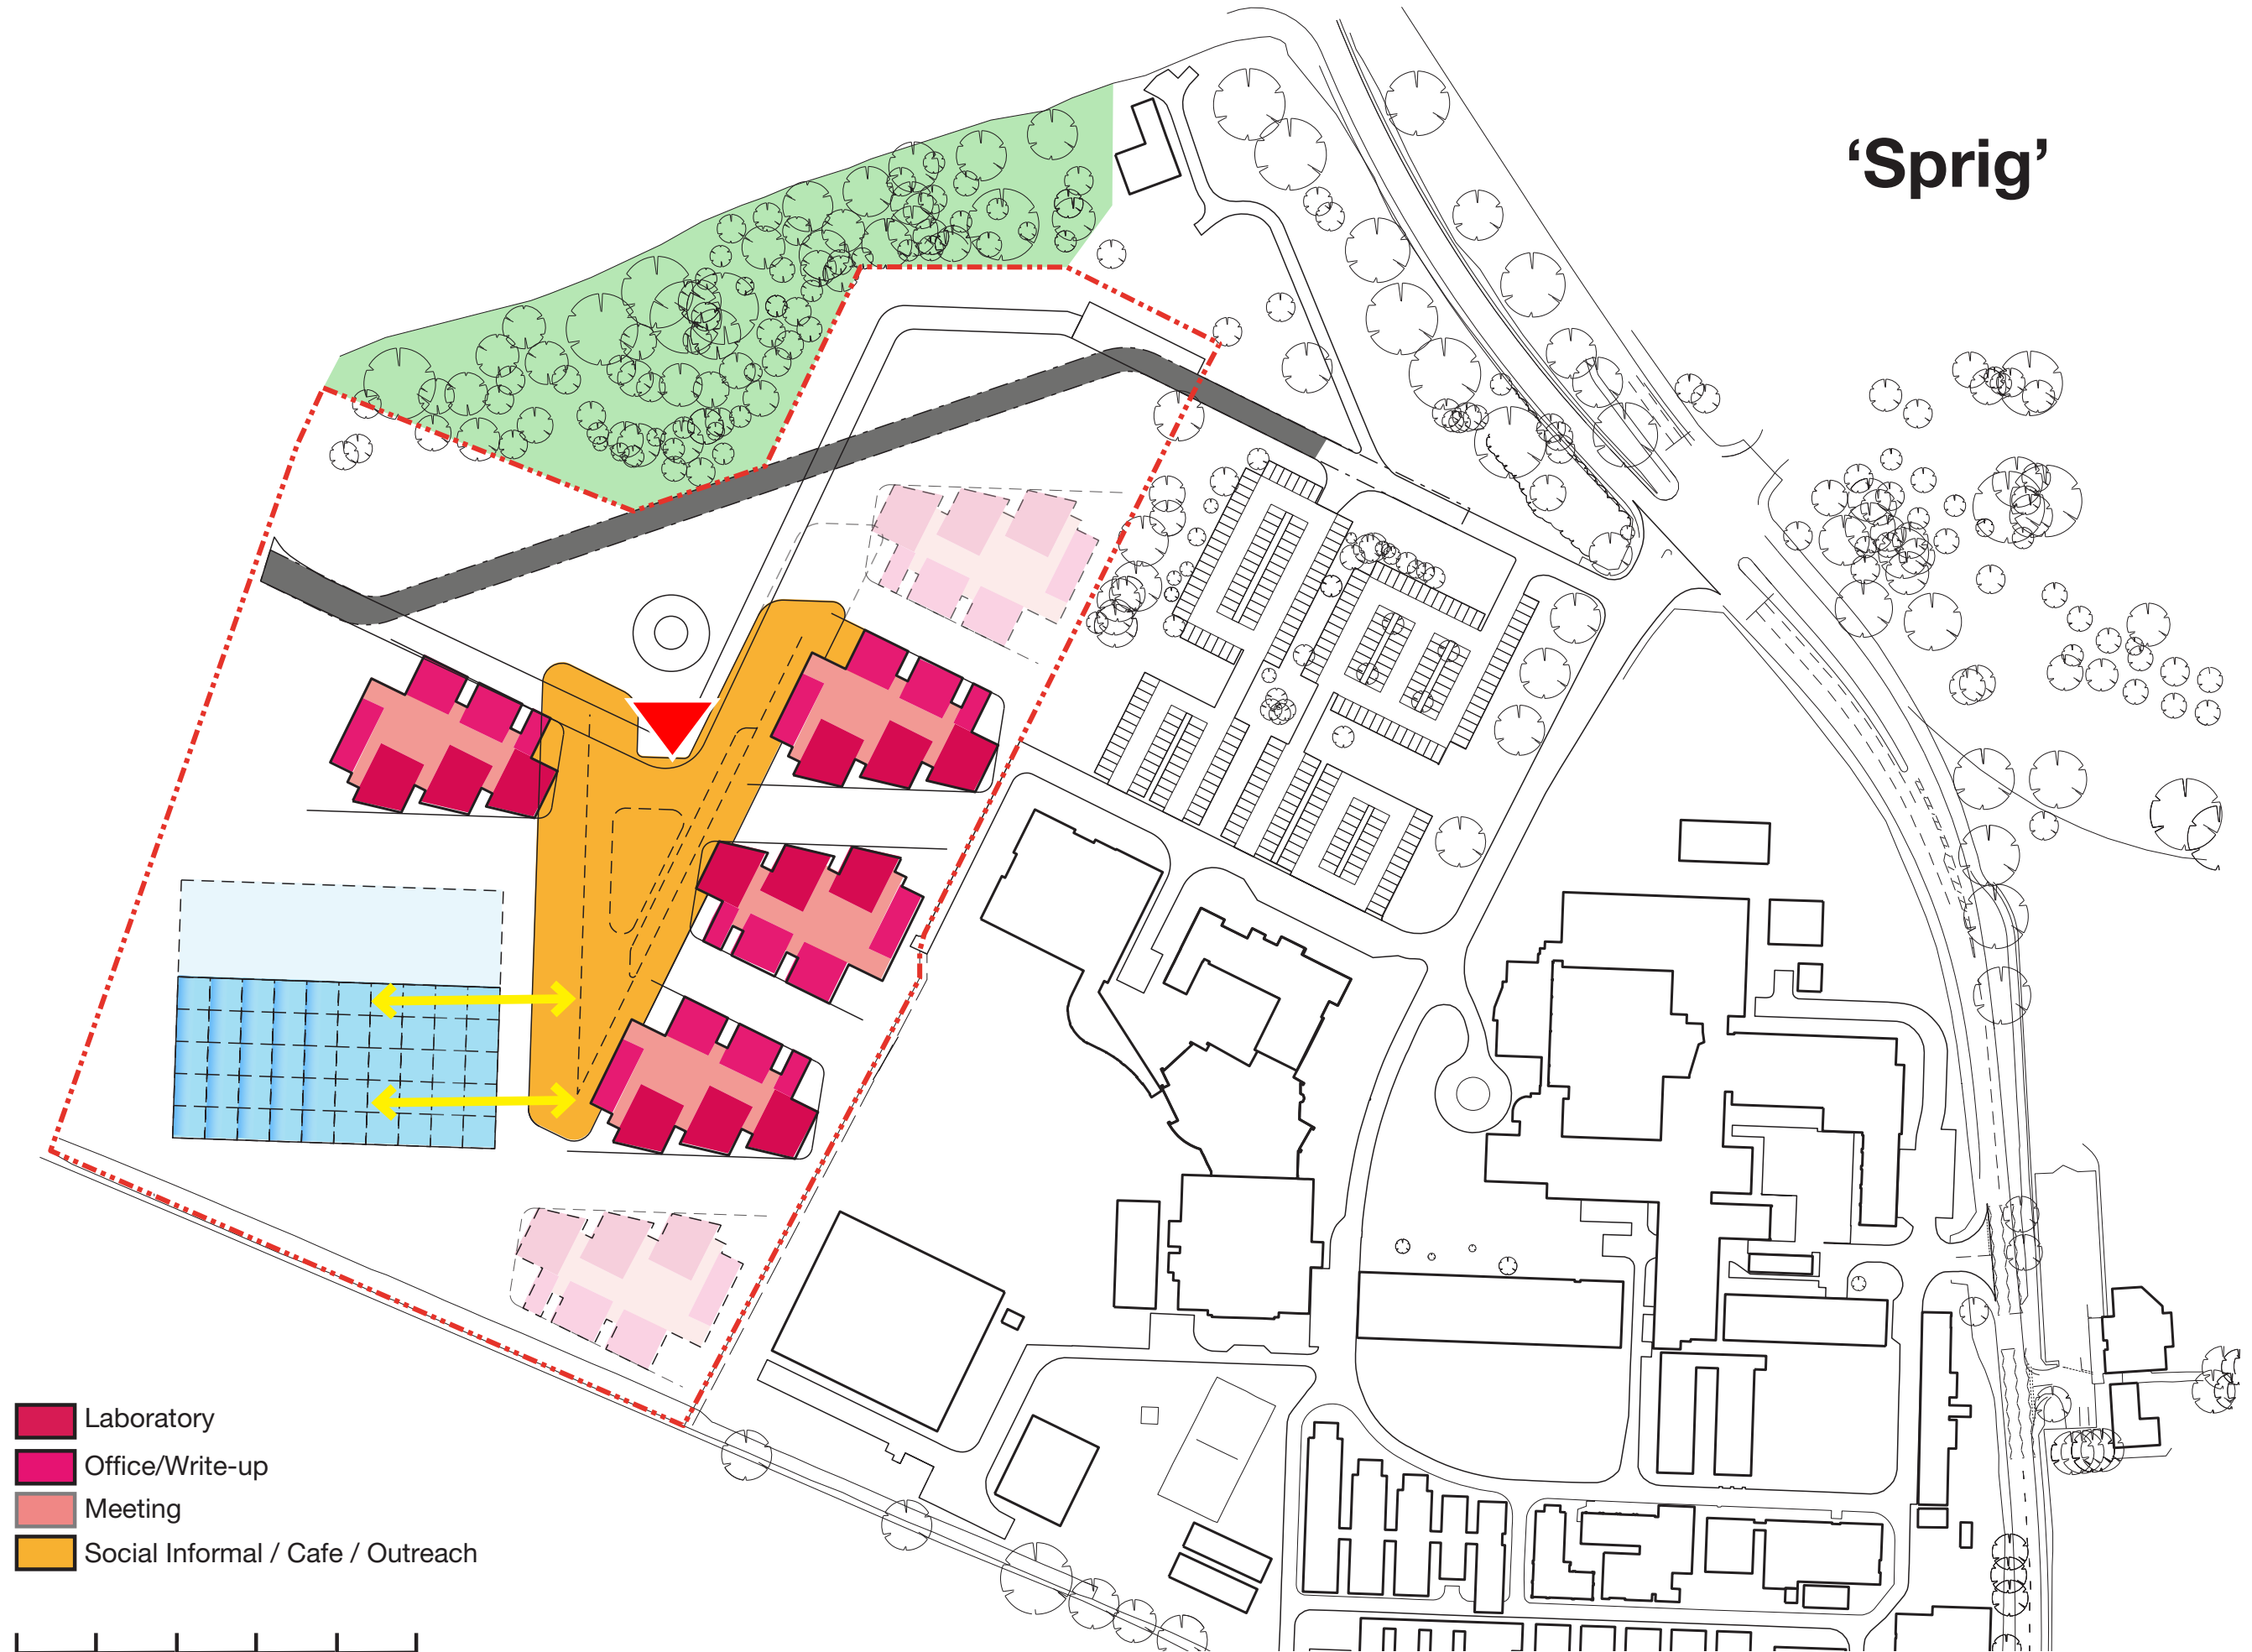 ‘Sprig’
Laboratory
Office/Write-up
Meeting
Social Informal / Cafe / Outreach